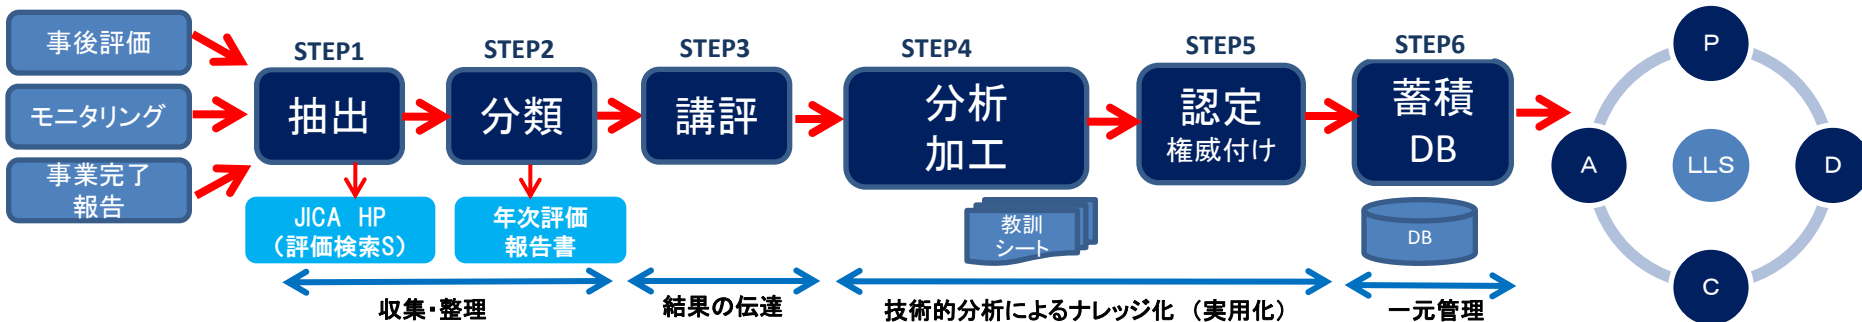 事後評価
モニタリング
事業完了
報告
STEP1
抽出
JICA HP
（評価検索S）
STEP2
分類
年次評価
報告書
STEP3
講評
STEP4
分析
加工
教訓
シート
STEP5
認定
権威付け
STEP6
蓄積
DB
DB
P
D
C
A
LLS
収集・整理
結果の伝達
技術的分析によるナレッジ化 （実用化）
一元管理